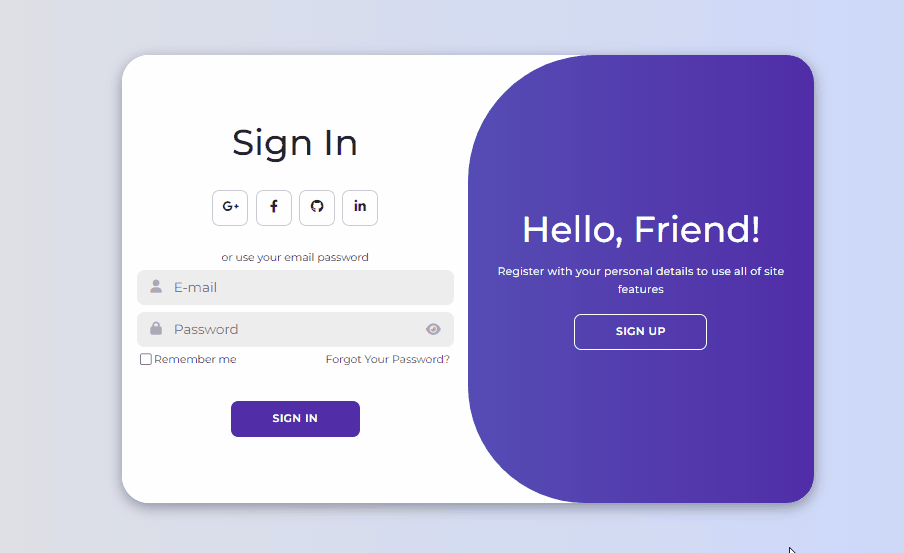 Sign In
G+ f in
or use your email password
E-mail
Password
Remember me Forgot Your Password?
SIGN IN
Hello, Friend!
Register with your personal details to use all of site
features
SIGN UP